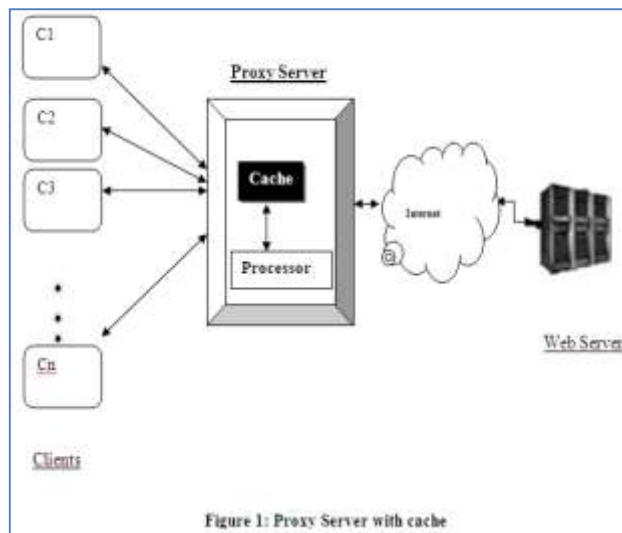 C1
Proxy Server
C2
Cache
C3
Internet
Processor
Web Server
Cn
Clients
Figure 1: Proxy Server with cache